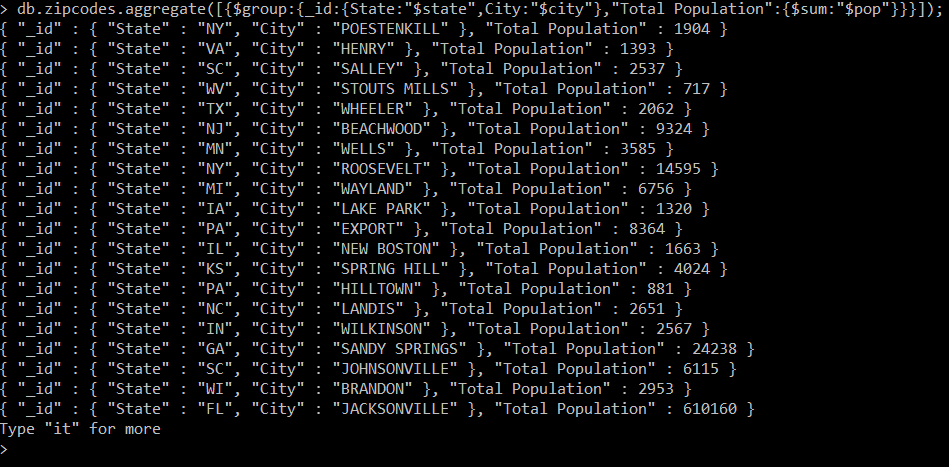 > db.zipcodes.aggregate([{$group:{_id:{State:"$state",City:"$city"},"Total Population":{$sum:"$pop"}}}]);
{ "_id" : { "State" : "NY", "City" : "POESTENKILL" }, "Total Population" : 1904 }
{ "_id" : { "State" : "VA", "City" : "HENRY" }, "Total Population" : 1393 }
{ "_id" : { "State" : "SC", "City" : "SALLEY" }, "Total Population" : 2537 }
{ "_id" : { "State" : "WV", "City" : "STOUTS MILLS" }, "Total Population" : 717 }
{ "_id" : { "State" : "TX", "City" : "WHEELER" }, "Total Population" : 2062 }
{ "_id" : { "State" : "NJ", "City" : "BEACHWOOD" }, "Total Population" : 9324 }
{ "_id" : { "State" : "MN", "City" : "WELLS" }, "Total Population" : 3585 }
{ "_id" : { "State" : "NY", "City" : "ROOSEVELT" }, "Total Population" : 14595 }
{ "_id" : { "State" : "MI", "City" : "WAYLAND" }, "Total Population" : 6756 }
{ "_id" : { "State" : "IA", "City" : "LAKE PARK" }, "Total Population" : 1320 }
{ "_id" : { "State" : "PA", "City" : "EXPORT" }, "Total Population" : 8364 }
{ "_id" : { "State" : "IL", "City" : "NEW BOSTON" }, "Total Population" : 1663 }
{ "_id" : { "State" : "KS", "City" : "SPRING HILL" }, "Total Population" : 4024 }
{ "_id" : { "State" : "PA", "City" : "HILLTOWN" }, "Total Population" : 881 }
{ "_id" : { "State" : "NC", "City" : "LANDIS" }, "Total Population" : 2651 }
{ "_id" : { "State" : "IN", "City" : "WILKINSON" }, "Total Population" : 2567 }
{ "_id" : { "State" : "GA", "City" : "SANDY SPRINGS" }, "Total Population" : 24238 }
{ "_id" : { "State" : "SC", "City" : "JOHNSONVILLE" }, "Total Population" : 6115 }
{ "_id" : { "State" : "WI", "City" : "BRANDON" }, "Total Population" : 2953 }
{ "_id" : { "State" : "FL", "City" : "JACKSONVILLE" }, "Total Population" : 610160 }
Type "it" for more
>